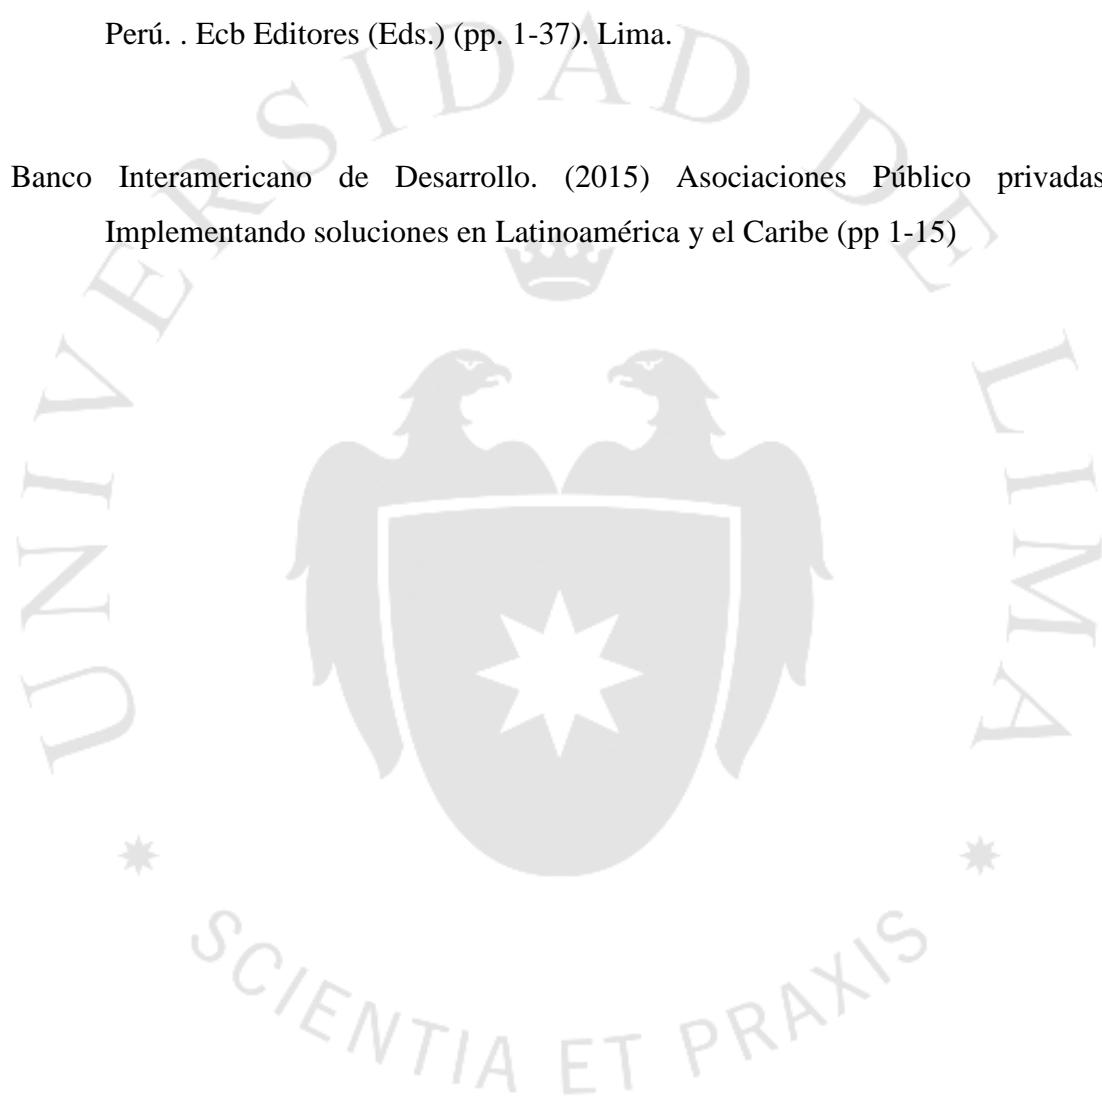 Perú. . Ecb Editores (Eds.) (pp. 1-37). Lima.
Banco Interamericano de Desarrollo. (2015) Asociaciones Público privadas
Implementando soluciones en Latinoamérica y el Caribe (pp 1-15)
UNIVERSIDAD DE LIMA
SCIENTIA ET PRAXIS